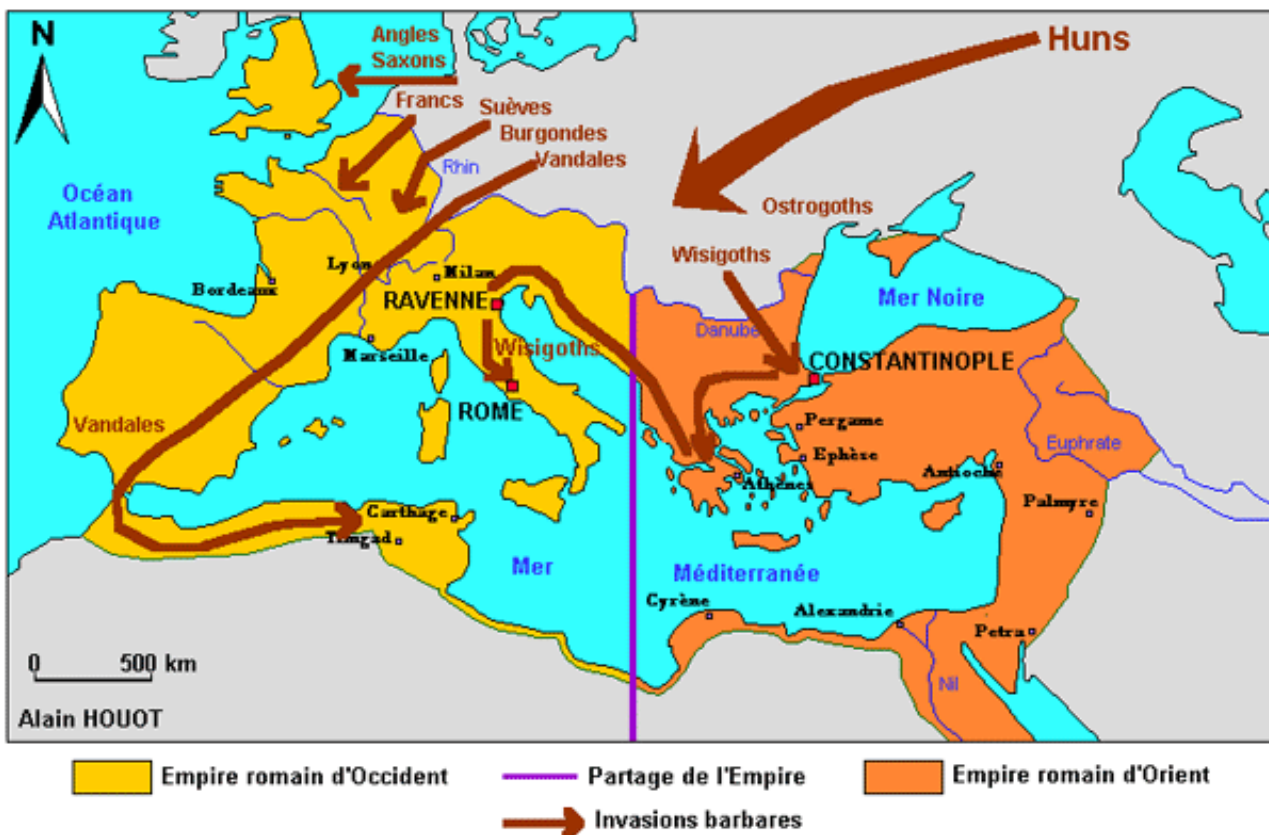 N
Angles
Saxons
Huns
Francs
Suèves
Burgondes
Vandales
Rhin
Océan
Atlantique
Ostrogoths
Wisigoths
Lyon
Milan
Bordeaux
RAVENNE
Mer Noire
Danube
Marseille
Wisigoths
CONSTANTINOPLE
ROME
Vandales
Pergame
Ephèse
Euphrate
Antioche
Athènes
Palmyre
Carthage
Timgad
Mer
Méditerranée
Cyrène
Alexandrie
Petra
0 500 km
Nil
Alain HOUOT
Empire romain d'Occident
Partage de l'Empire
Empire romain d'Orient
Invasions barbares